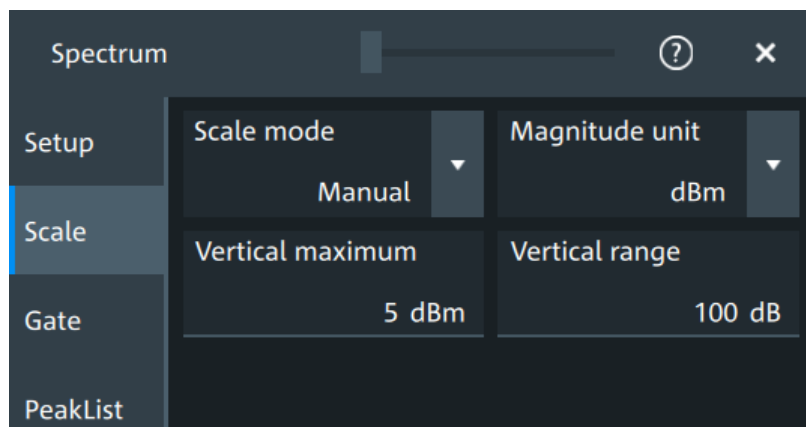 Spectrum
?
Setup
Scale mode
Magnitude unit
Manual
dBm
Scale
Vertical maximum
Vertical range
Gate
5 dBm
100 dB
PeakList